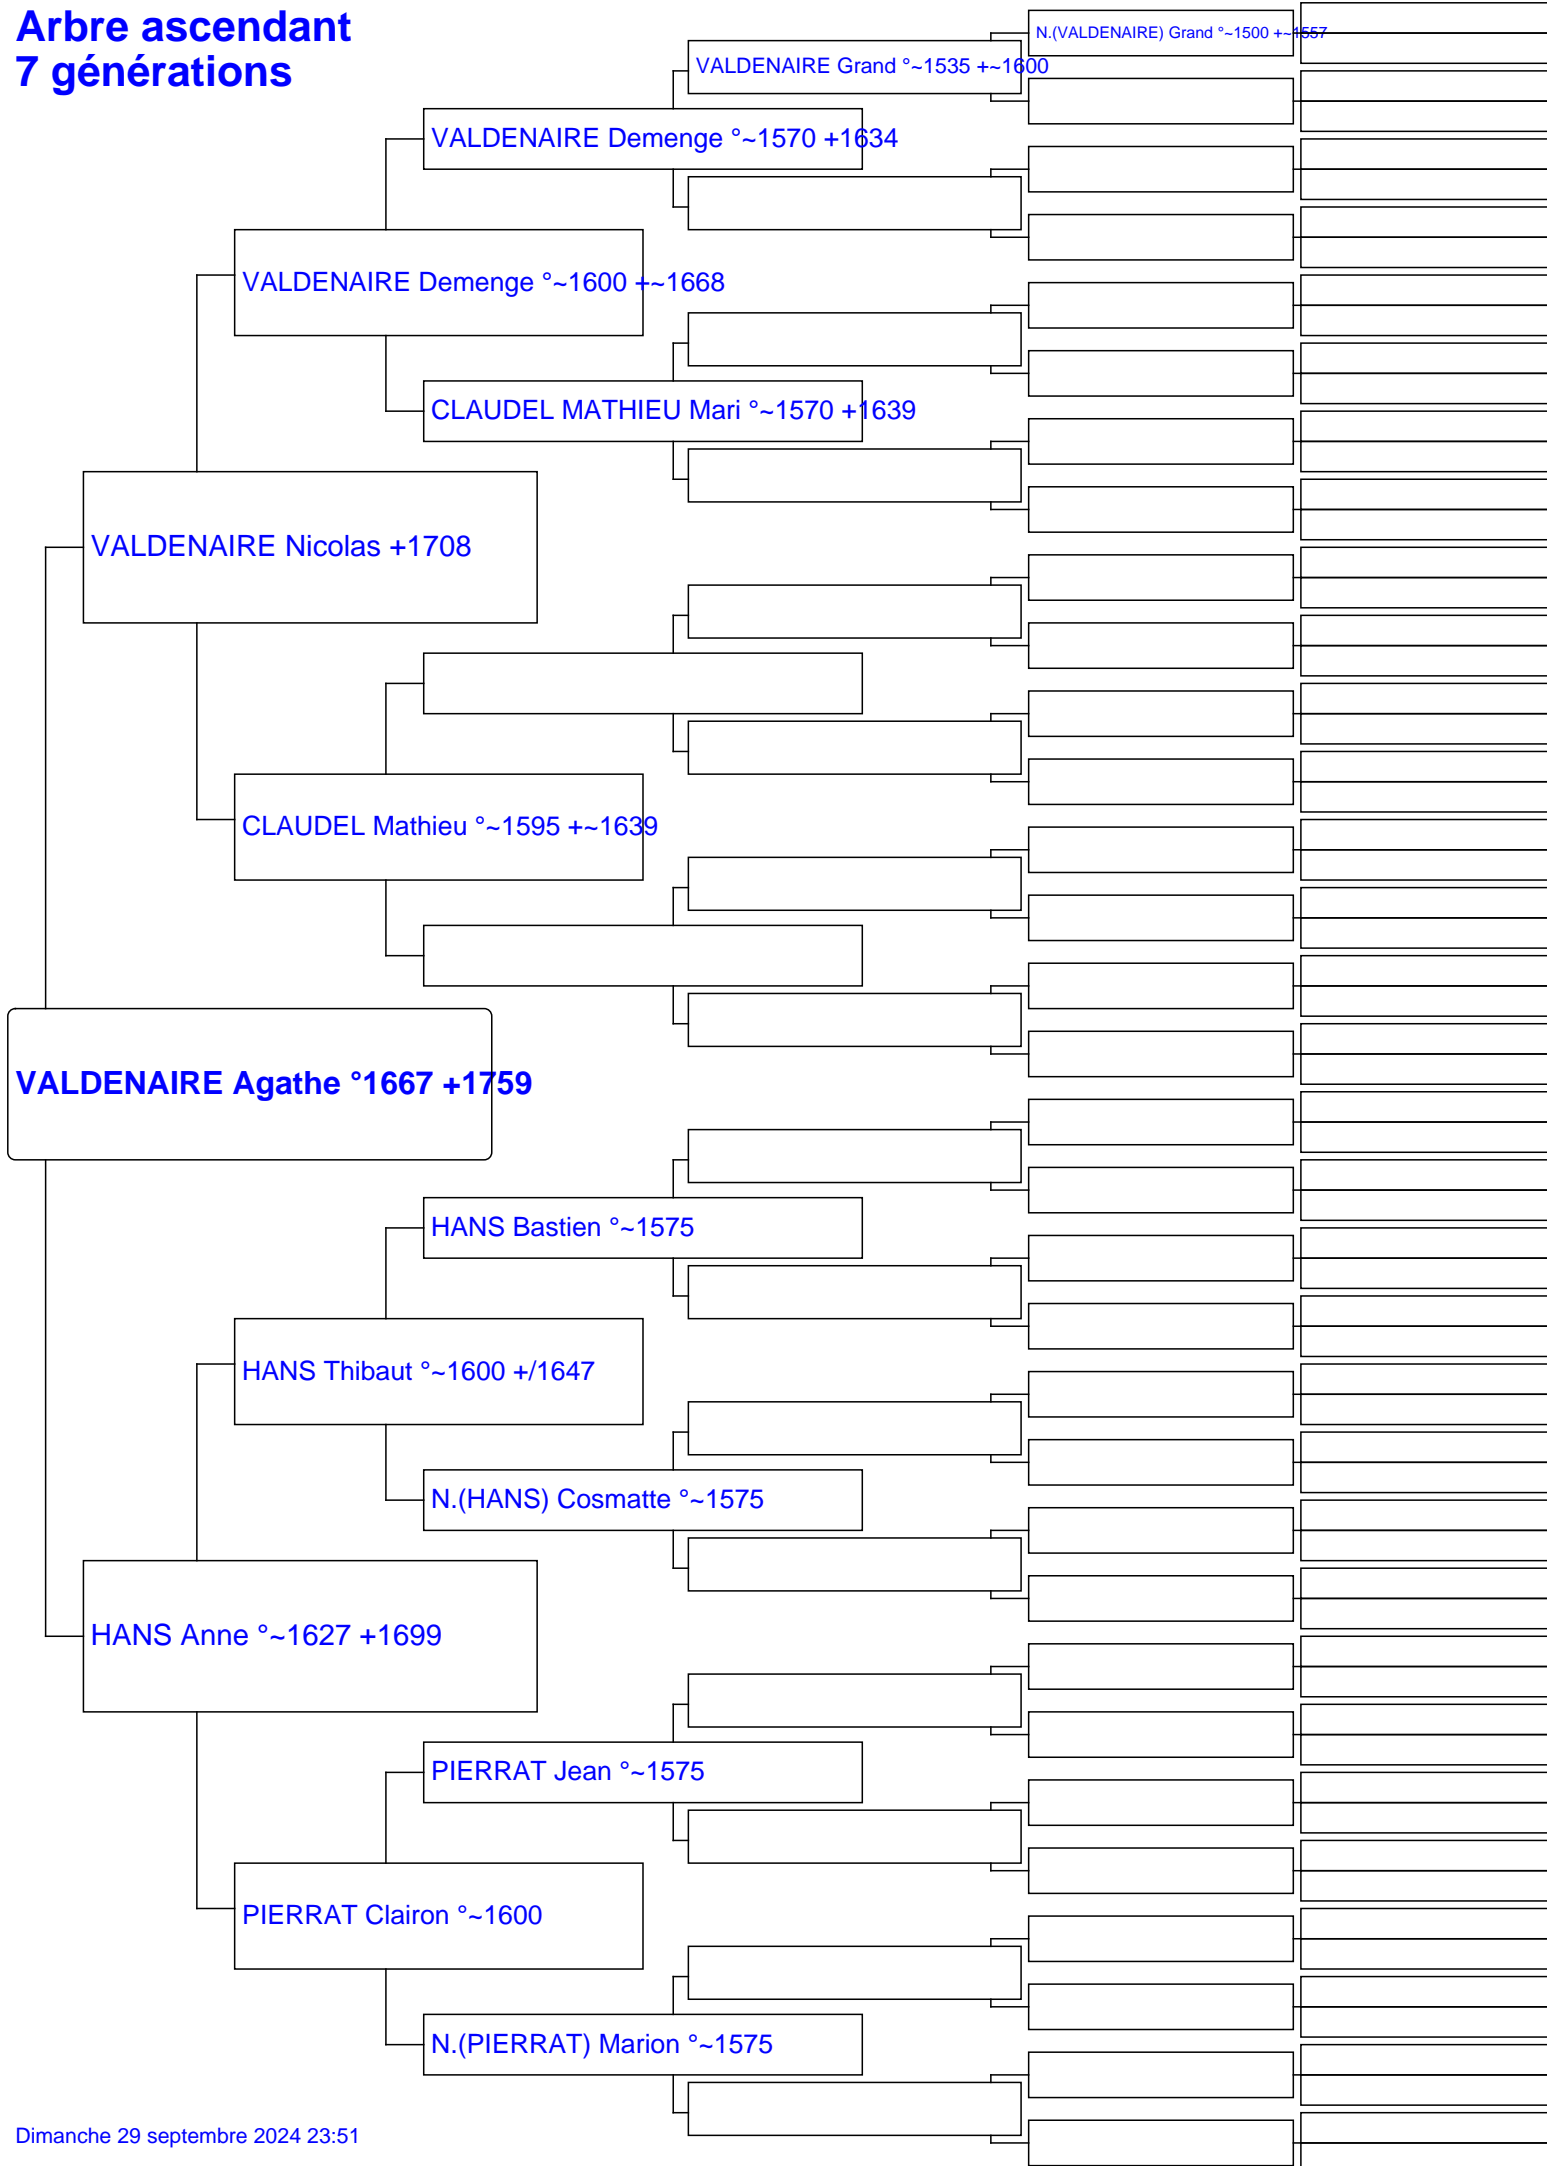 Arbre ascendant
7 générations
N.(VALDENAIRE) Grand °~1500 +~1557
VALDENAIRE Grand °~1535 +~1600
VALDENAIRE Demenge °~1570 +1634
VALDENAIRE Demenge °~1600 +~1668
CLAUDEL MATHIEU Mari °~1570 +1639
VALDENAIRE Nicolas +1708
CLAUDEL Mathieu °~1595 +~1639
VALDENAIRE Agathe °1667 +1759
HANS Bastien °~1575
HANS Thibaut °~1600 +/1647
N.(HANS) Cosmatte °~1575
HANS Anne °~1627 +1699
PIERRAT Jean °~1575
PIERRAT Clairon °~1600
N.(PIERRAT) Marion °~1575
Dimanche 29 septembre 2024 23:51